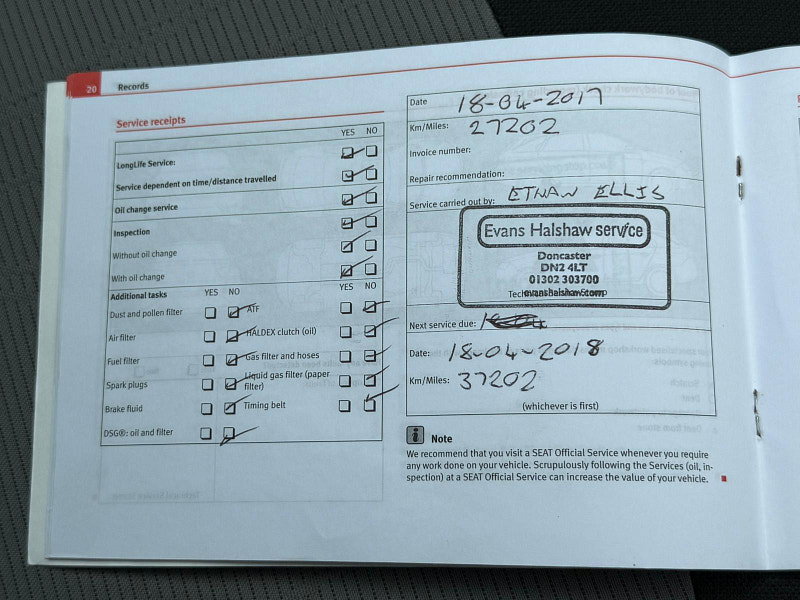 20 Records
Service receipts
YES NO
LongLife Service:
Service dependent on time/distance travelled
Oil change service
Inspection
Without oil change
With oil change
Additional tasks YES NO
Dust and pollen filter ATF
Air filter HALDEX clutch (oil)
Fuel filter Gas filter and hoses
Spark plugs Liquid gas filter (paper
filter)
Brake fluid Timing belt
DSG®: oil and filter
Date 18-04-2017
Km/Miles: 27202
Invoice number:
Repair recommendation:
Service carried out by: ETHAN ELLIS
Evans Halshaw service
Doncaster
DN2 4LT
01302 303700
evanshalshaw.com
Next service due:
Date: 18-04-2018
Km/Miles: 37202
(whichever is first)
i Note
We recommend that you visit a SEAT Official Service whenever you require
any work done on your vehicle. Scrupulously following the Services (oil, in-
spection) at a SEAT Official Service can increase the value of your vehicle.